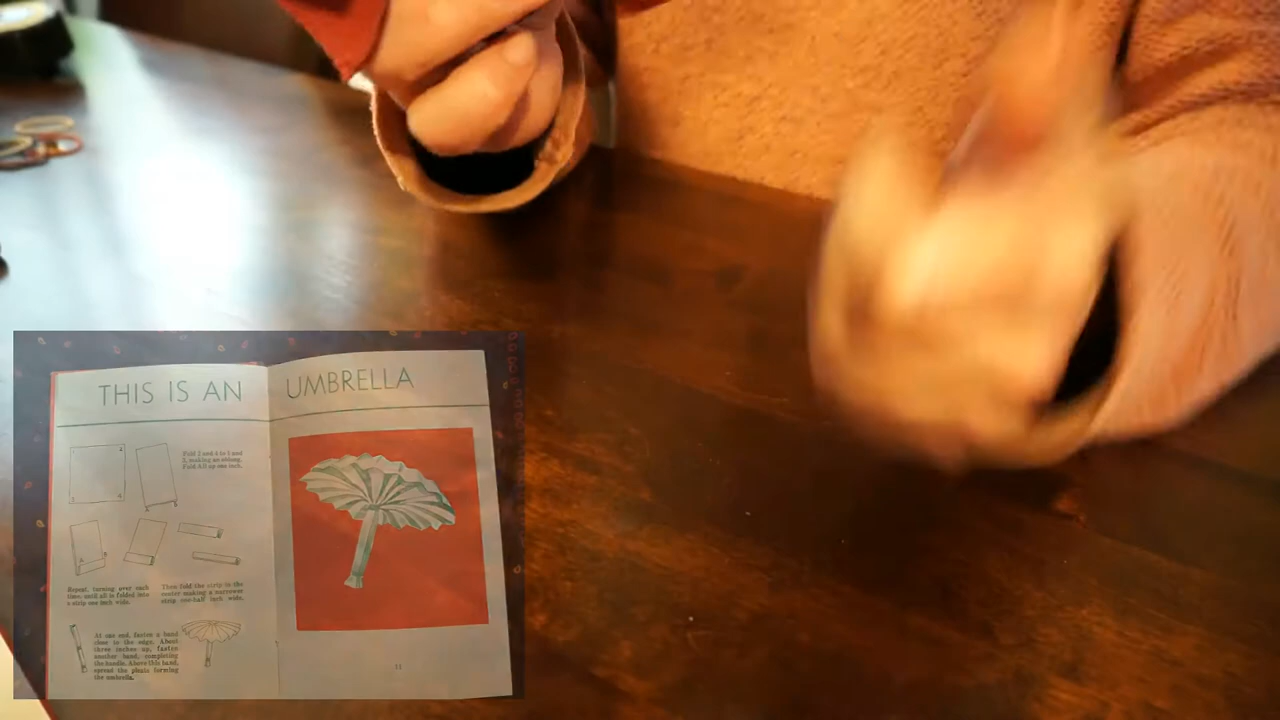 THIS IS AN UMBRELLA
Fold 2 and 4 to 1 and
3, making an oblong.
Fold AB up one inch.
Repeat, turning over each
time, until all is folded into
a strip one inch wide.
Then fold the strip in the
center making a narrower
strip one-half inch wide.
At one end, fasten a band
close to the edge. About
three inches up, fasten
another band, completing
the handle. Above this band,
spread the pleats forming
the umbrella.
11